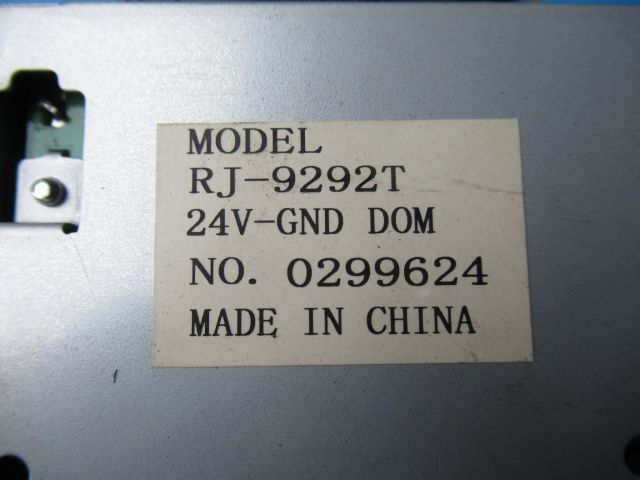 MODEL
RJ-9292T
24V-GND DOM
NO. 0299624
MADE IN CHINA